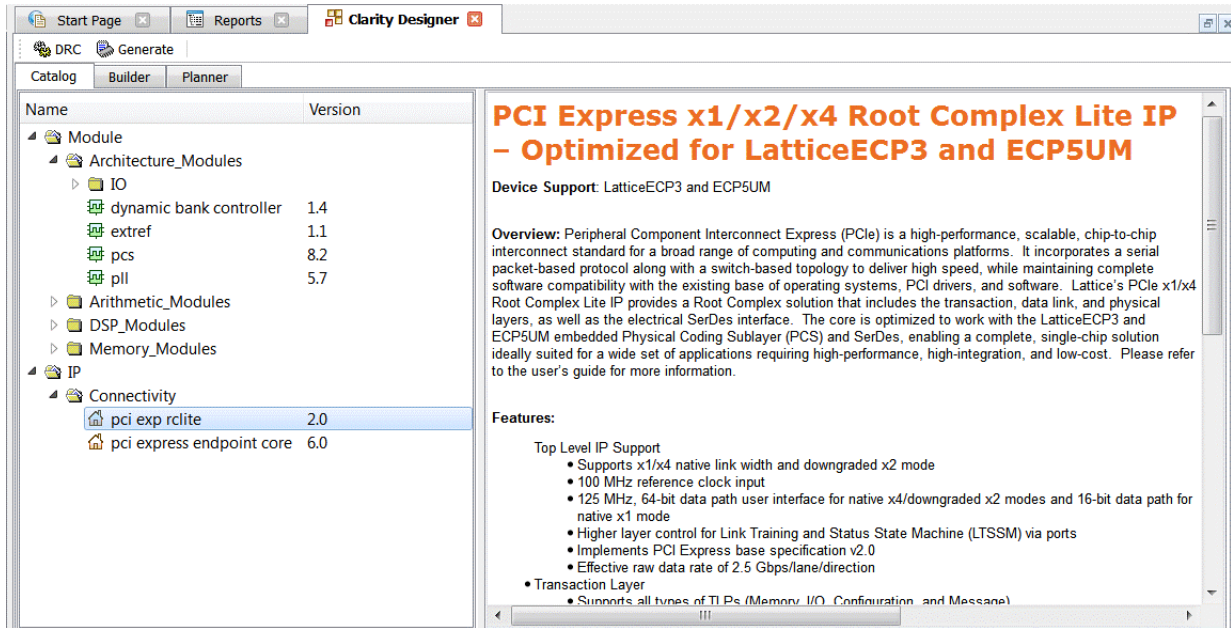 Start Page Reports Clarity Designer
DRC Generate
Catalog Builder Planner
Name Version
Module
Architecture_Modules
IO
dynamic bank controller 1.4
extref 1.1
pcs 8.2
pll 5.7
Arithmetic_Modules
DSP_Modules
Memory_Modules
IP
Connectivity
pci exp rclite 2.0
pci express endpoint core 6.0
PCI Express x1/x2/x4 Root Complex Lite IP
– Optimized for LatticeECP3 and ECP5UM
Device Support: LatticeECP3 and ECP5UM
Overview: Peripheral Component Interconnect Express (PCIe) is a high-performance, scalable, chip-to-chip
interconnect standard for a broad range of computing and communications platforms. It incorporates a serial
packet-based protocol along with a switch-based topology to deliver high speed, while maintaining complete
software compatibility with the existing base of operating systems, PCI drivers, and software. Lattice's PCIe x1/x4
Root Complex Lite IP provides a Root Complex solution that includes the transaction, data link, and physical
layers, as well as the electrical SerDes interface. The core is optimized to work with the LatticeECP3 and
ECP5UM embedded Physical Coding Sublayer (PCS) and SerDes, enabling a complete, single-chip solution
ideally suited for a wide set of applications requiring high-performance, high-integration, and low-cost. Please refer
to the user's guide for more information.
Features:
Top Level IP Support
• Supports x1/x4 native link width and downgraded x2 mode
• 100 MHz reference clock input
• 125 MHz, 64-bit data path user interface for native x4/downgraded x2 modes and 16-bit data path for
native x1 mode
• Higher layer control for Link Training and Status State Machine (LTSSM) via ports
• Implements PCI Express base specification v2.0
• Effective raw data rate of 2.5 Gbps/lane/direction
• Transaction Layer
• Supports all types of TLPs (Memory, I/O, Configuration, and Message)